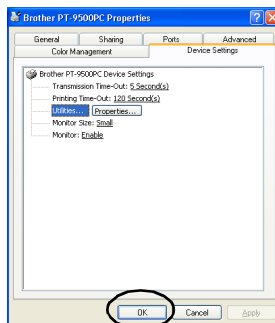 Brother PT-9500PC Properties
General Sharing Ports Advanced
Color Management Device Settings
Brother PT-9500PC Device Settings
Transmission Time-Out: 5 Second(s)
Printing Time-Out: 120 Second(s)
Utilities... Properties...
Monitor Size: Small
Monitor: Enable
OK Cancel Apply